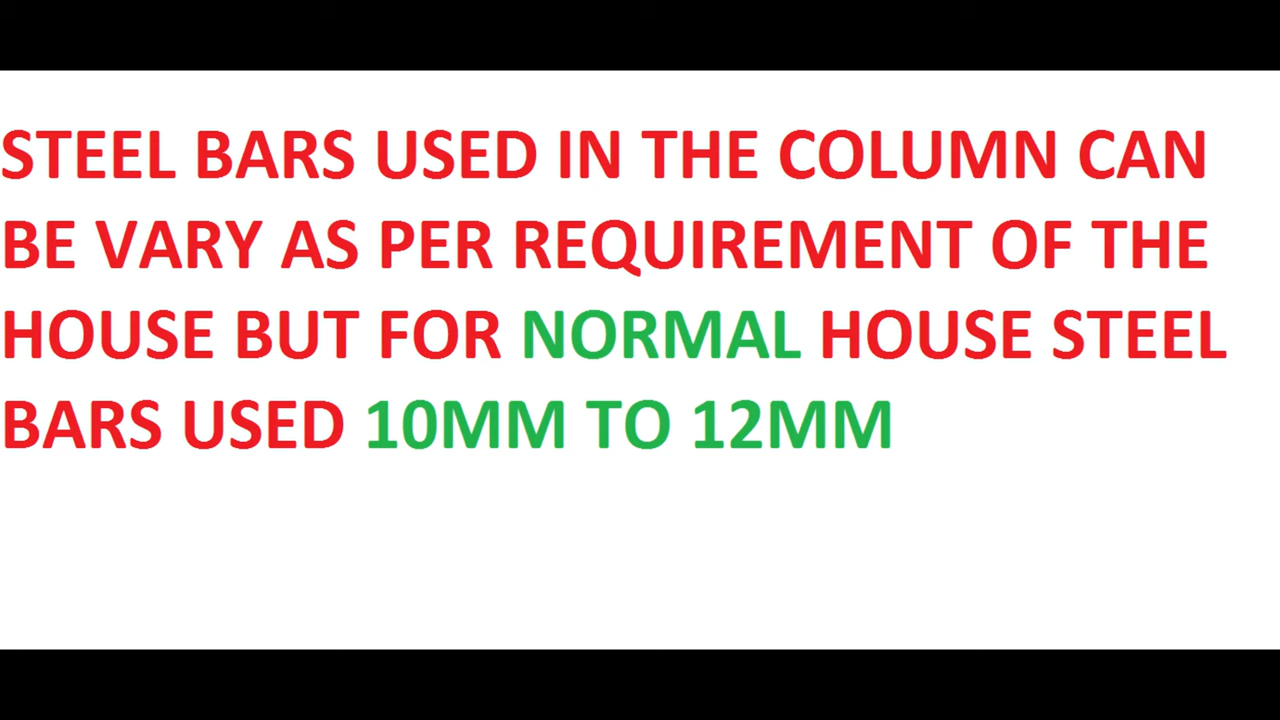 STEEL BARS USED IN THE COLUMN CAN
BE VARY AS PER REQUIREMENT OF THE
HOUSE BUT FOR NORMAL HOUSE STEEL
BARS USED 10MM TO 12MM